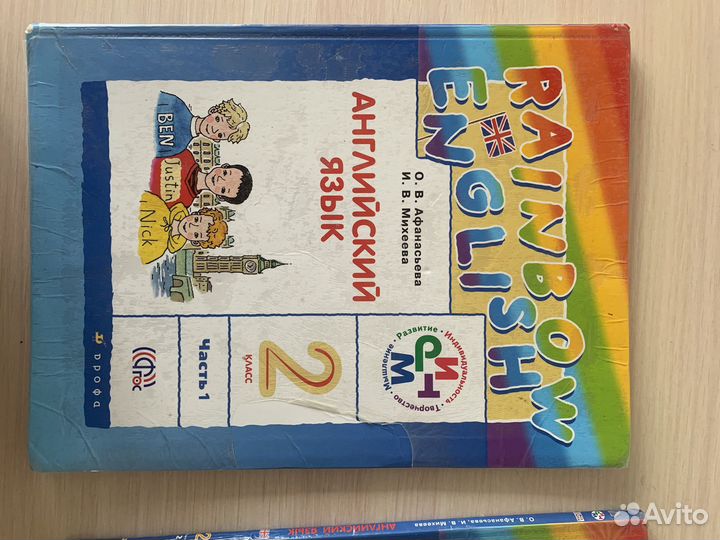 RAINBOW
ENGLISH
О. В. Афанасьева
И. В. Михеева
АНГЛИЙСКИЙ
ЯЗЫК
BEN
Justin
Nick
РИТМ
Развитие • Индивидуальность • Творчество • Мышление
2
КЛАСС
Часть 1
ФГОС
дрофа
О. В. Афанасьева, И. В. Михеева
АНГЛИЙСКИЙ ЯЗЫК
2
Avito